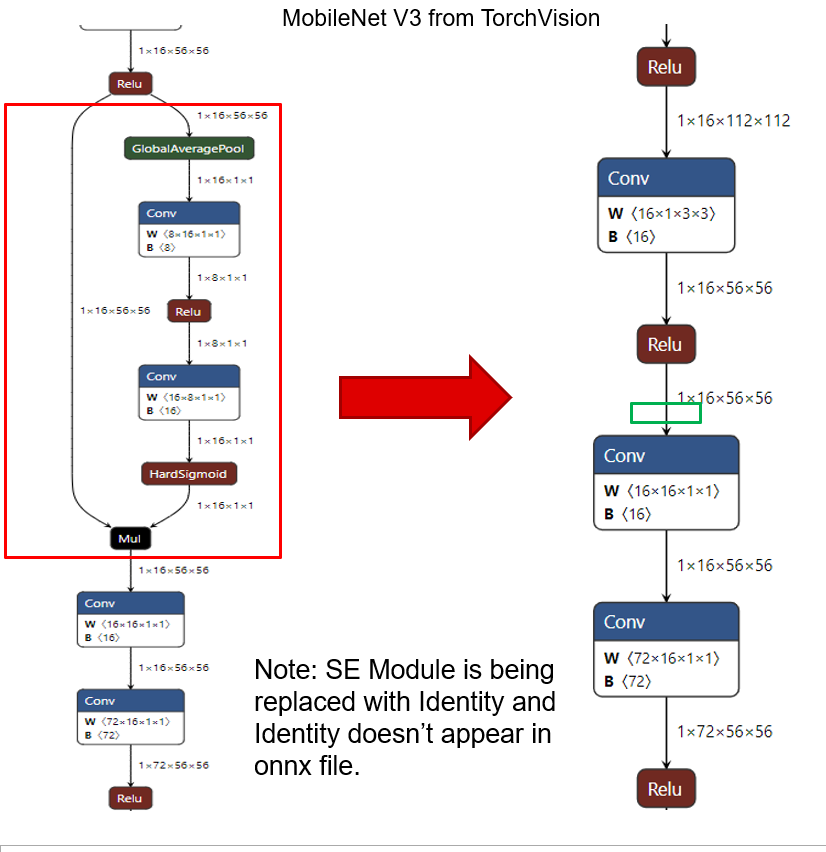 MobileNet V3 from TorchVision
1×16×56×56
Relu
1×16×56×56
GlobalAveragePool
1×16×1×1
Conv
W ⟨8×16×1×1⟩
B ⟨8⟩
1×8×1×1
1×16×56×56
Relu
1×8×1×1
Conv
W ⟨16×8×1×1⟩
B ⟨16⟩
1×16×1×1
HardSigmoid
1×16×1×1
Mul
1×16×56×56
Conv
W ⟨16×16×1×1⟩
B ⟨16⟩
1×16×56×56
Conv
W ⟨72×16×1×1⟩
B ⟨72⟩
1×72×56×56
Relu
Relu
1×16×112×112
Conv
W ⟨16×1×3×3⟩
B ⟨16⟩
1×16×56×56
Relu
1×16×56×56
Conv
W ⟨16×16×1×1⟩
B ⟨16⟩
1×16×56×56
Conv
W ⟨72×16×1×1⟩
B ⟨72⟩
1×72×56×56
Relu
Note: SE Module is being
replaced with Identity and
Identity doesn’t appear in
onnx file.